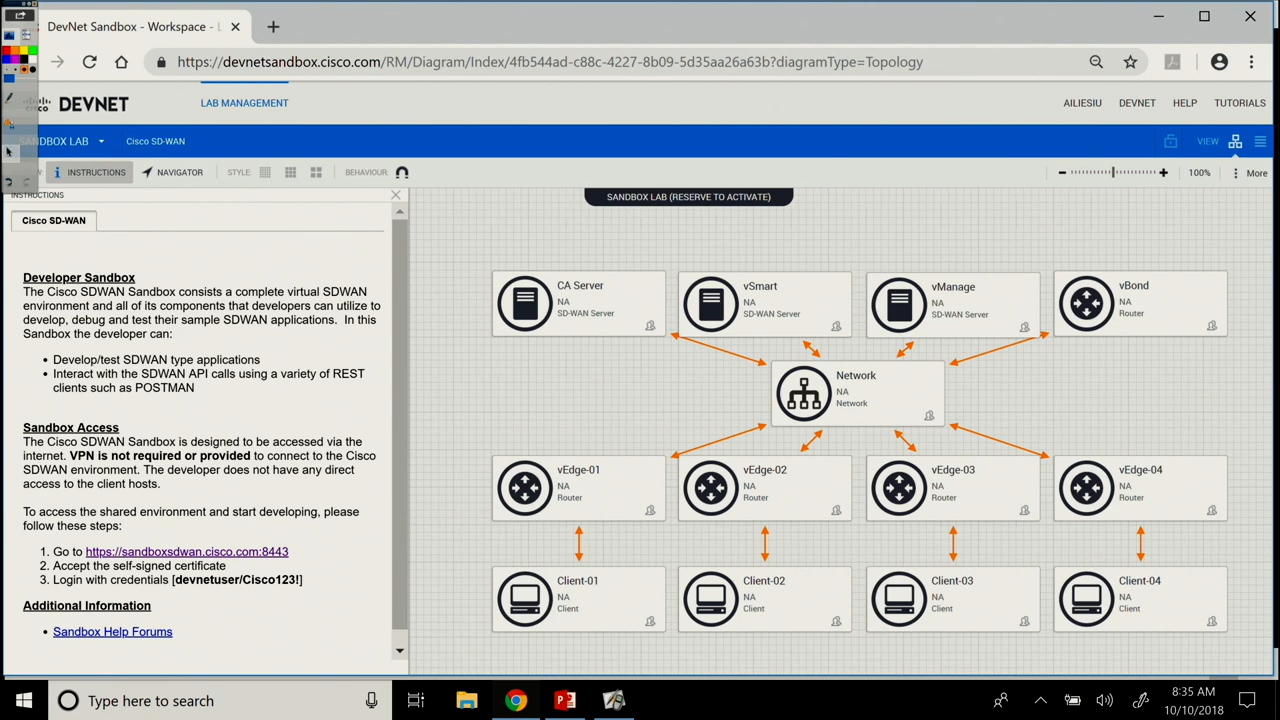 DevNet Sandbox - Workspace - L
https://devnetsandbox.cisco.com/RM/Diagram/Index/4fb544ad-c88c-4227-8b09-5d35aa26a63b?diagramType=Topology
CISCO DEVNET
LAB MANAGEMENT
AILIESIU DEVNET HELP TUTORIALS
SANDBOX LAB Cisco SD-WAN
VIEW
INSTRUCTIONS NAVIGATOR STYLE: BEHAVIOUR:
100% More
INSTRUCTIONS
Cisco SD-WAN
Developer Sandbox
The Cisco SDWAN Sandbox consists a complete virtual SDWAN
environment and all of its components that developers can utilize to
develop, debug and test their sample SDWAN applications. In this
Sandbox the developer can:
• Develop/test SDWAN type applications
• Interact with the SDWAN API calls using a variety of REST
clients such as POSTMAN
Sandbox Access
The Cisco SDWAN Sandbox is designed to be accessed via the
internet. VPN is not required or provided to connect to the Cisco
SDWAN environment. The developer does not have any direct
access to the client hosts.
To access the shared environment and start developing, please
follow these steps:
1. Go to https://sandboxsdwan.cisco.com:8443
2. Accept the self-signed certificate
3. Login with credentials [devnetuser/Cisco123!]
Additional Information
• Sandbox Help Forums
SANDBOX LAB (RESERVE TO ACTIVATE)
CA Server
NA
SD-WAN Server
vSmart
NA
SD-WAN Server
vManage
NA
SD-WAN Server
vBond
NA
Router
Network
NA
Network
vEdge-01
NA
Router
vEdge-02
NA
Router
vEdge-03
NA
Router
vEdge-04
NA
Router
Client-01
NA
Client
Client-02
NA
Client
Client-03
NA
Client
Client-04
NA
Client
Type here to search
8:35 AM
10/10/2018